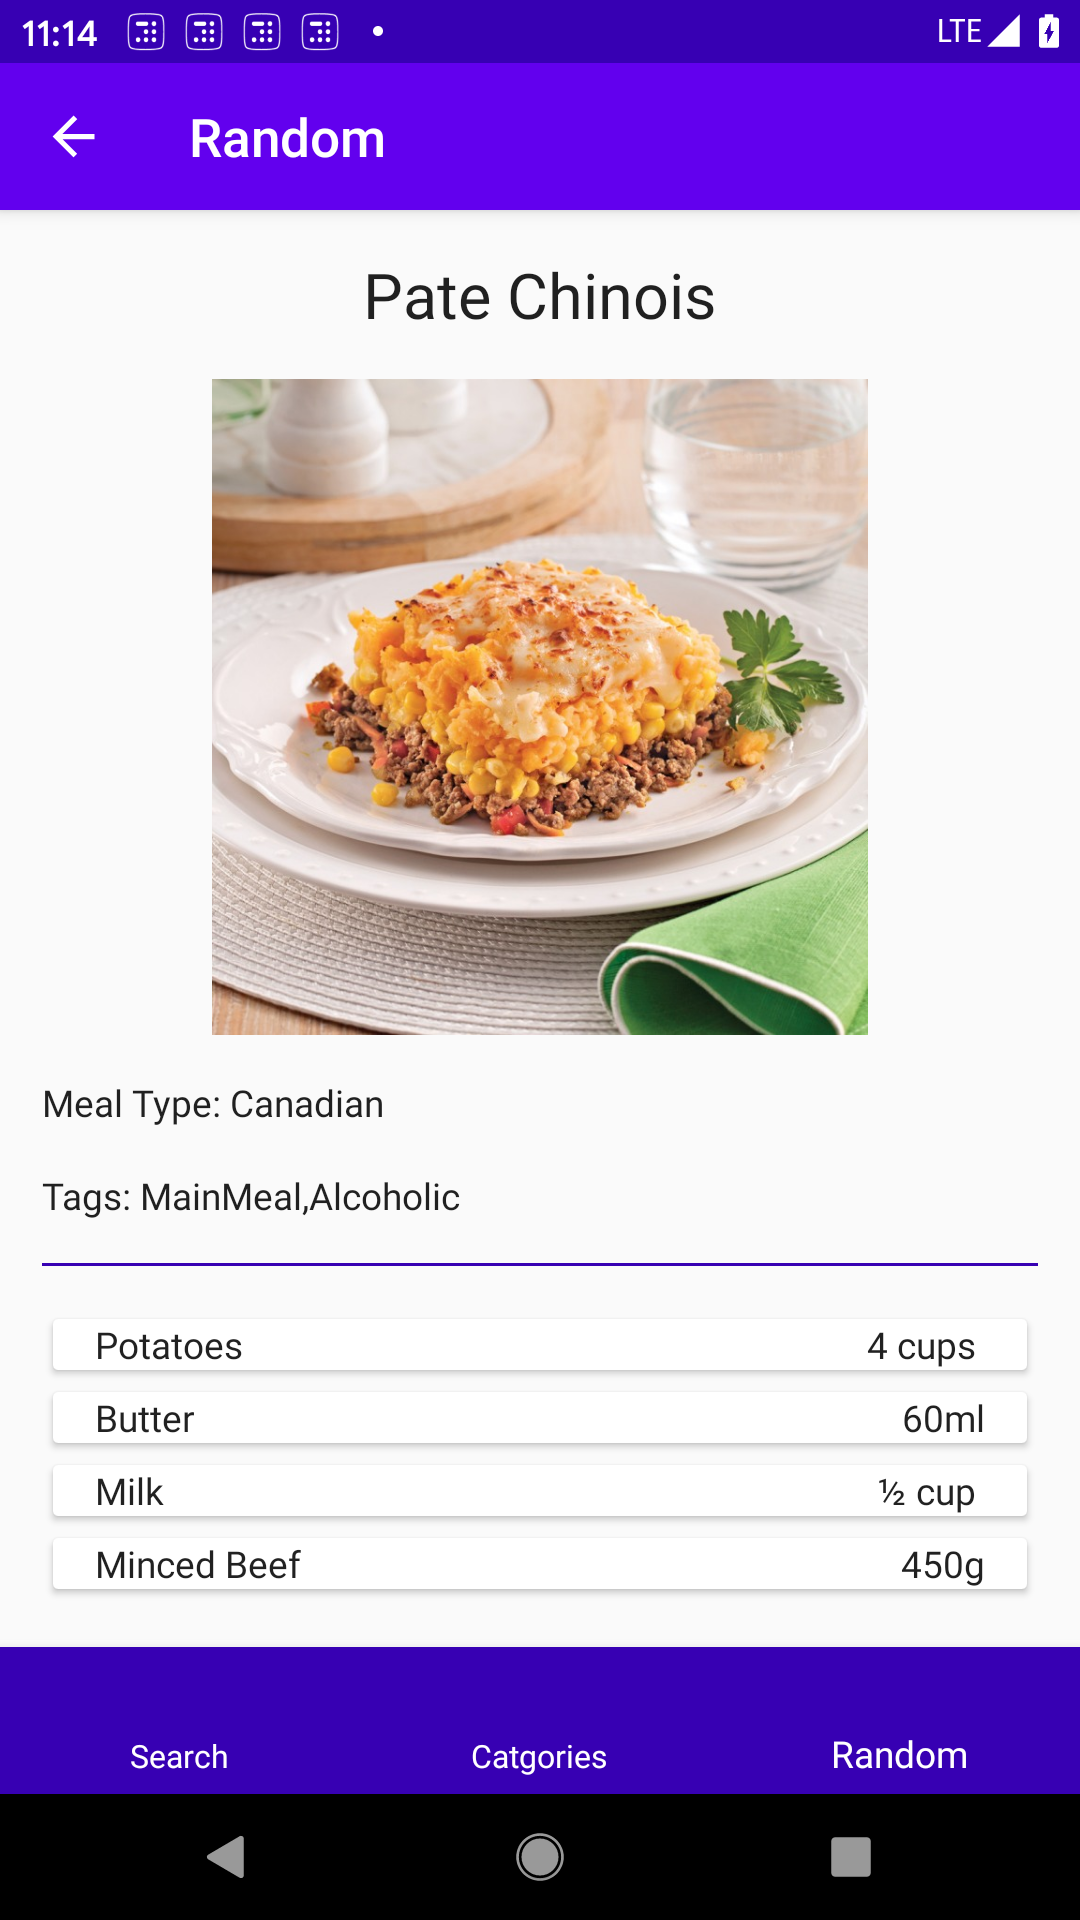 11:14
LTE
Random
Pate Chinois
Meal Type: Canadian
Tags: MainMeal,Alcoholic
Potatoes 4 cups
Butter 60ml
Milk ½ cup
Minced Beef 450g
Search Catgories Random